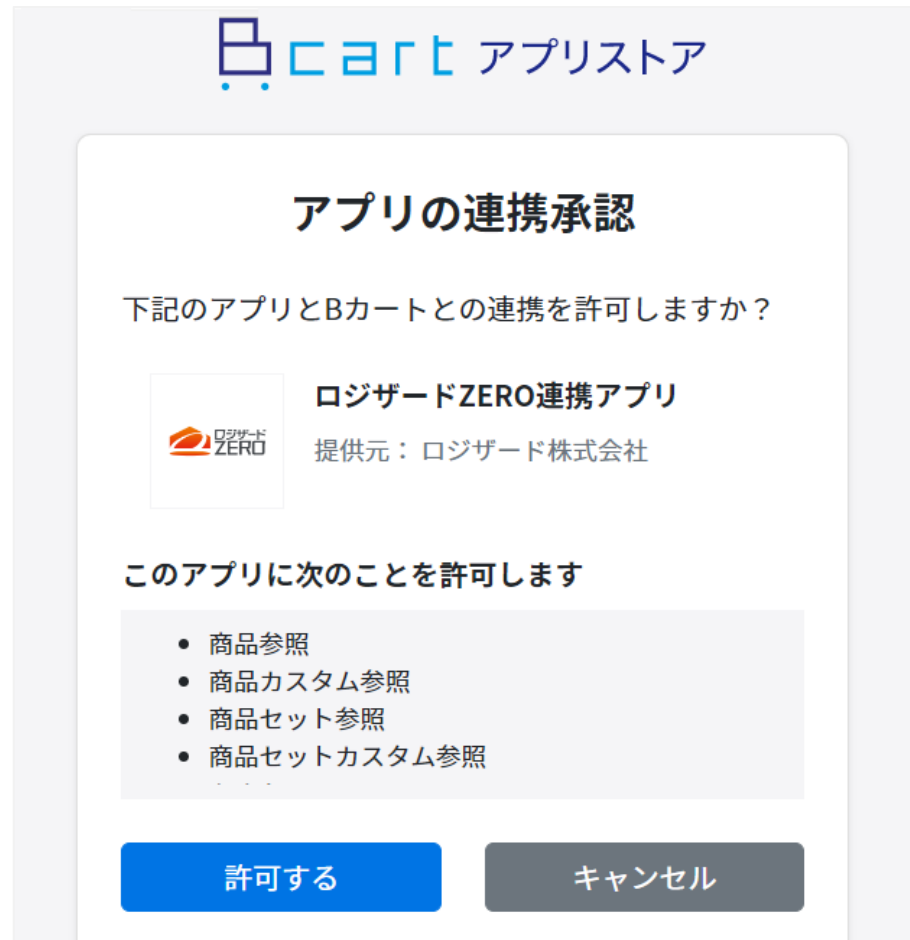 Bcart アプリストア
アプリの連携承認
下記のアプリとBカートとの連携を許可しますか？
ロジザード
ZERO
ロジザードZERO連携アプリ
提供元： ロジザード株式会社
このアプリに次のことを許可します
• 商品参照
• 商品カスタム参照
• 商品セット参照
• 商品セットカスタム参照
許可する
キャンセル